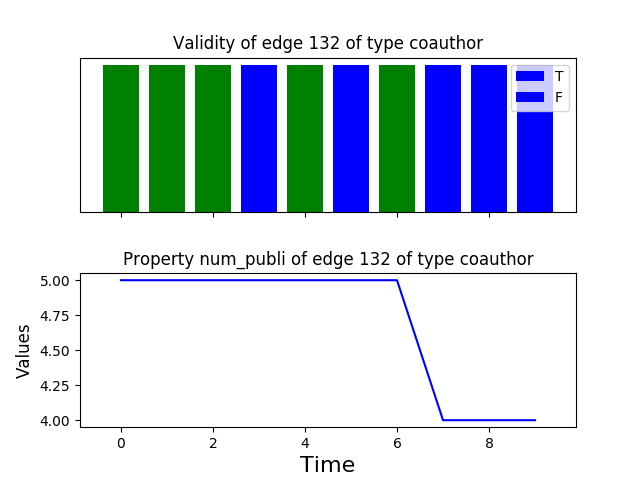 Validity of edge 132 of type coauthor
T
F
Property num_publi of edge 132 of type coauthor
5.00
4.75
4.50
4.25
4.00
Values
0 2 4 6 8
Time